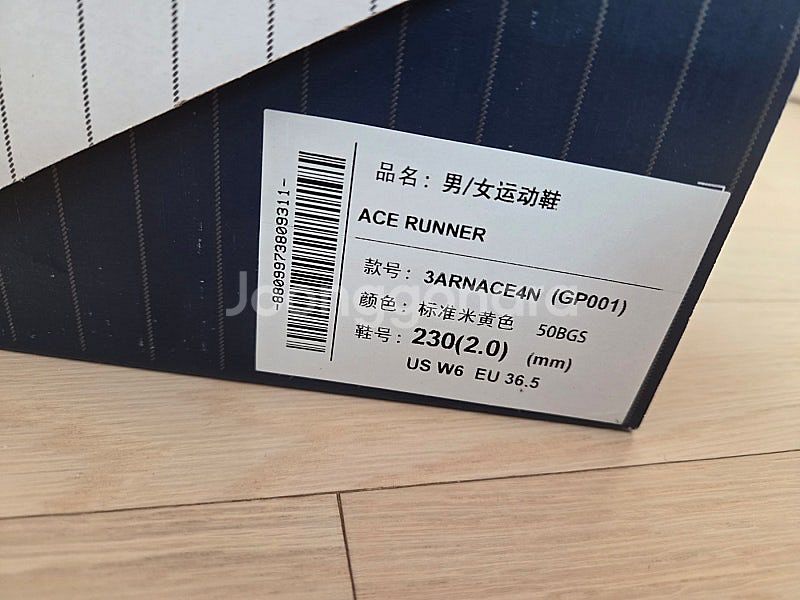 品名: 男/女运动鞋
ACE RUNNER
款号: 3ARNACE4N (GP001)
颜色: 标准米黄色 50BGS
鞋号: 230(2.0) (mm)
US W6 EU 36.5
8809973809311-
Joonggonara